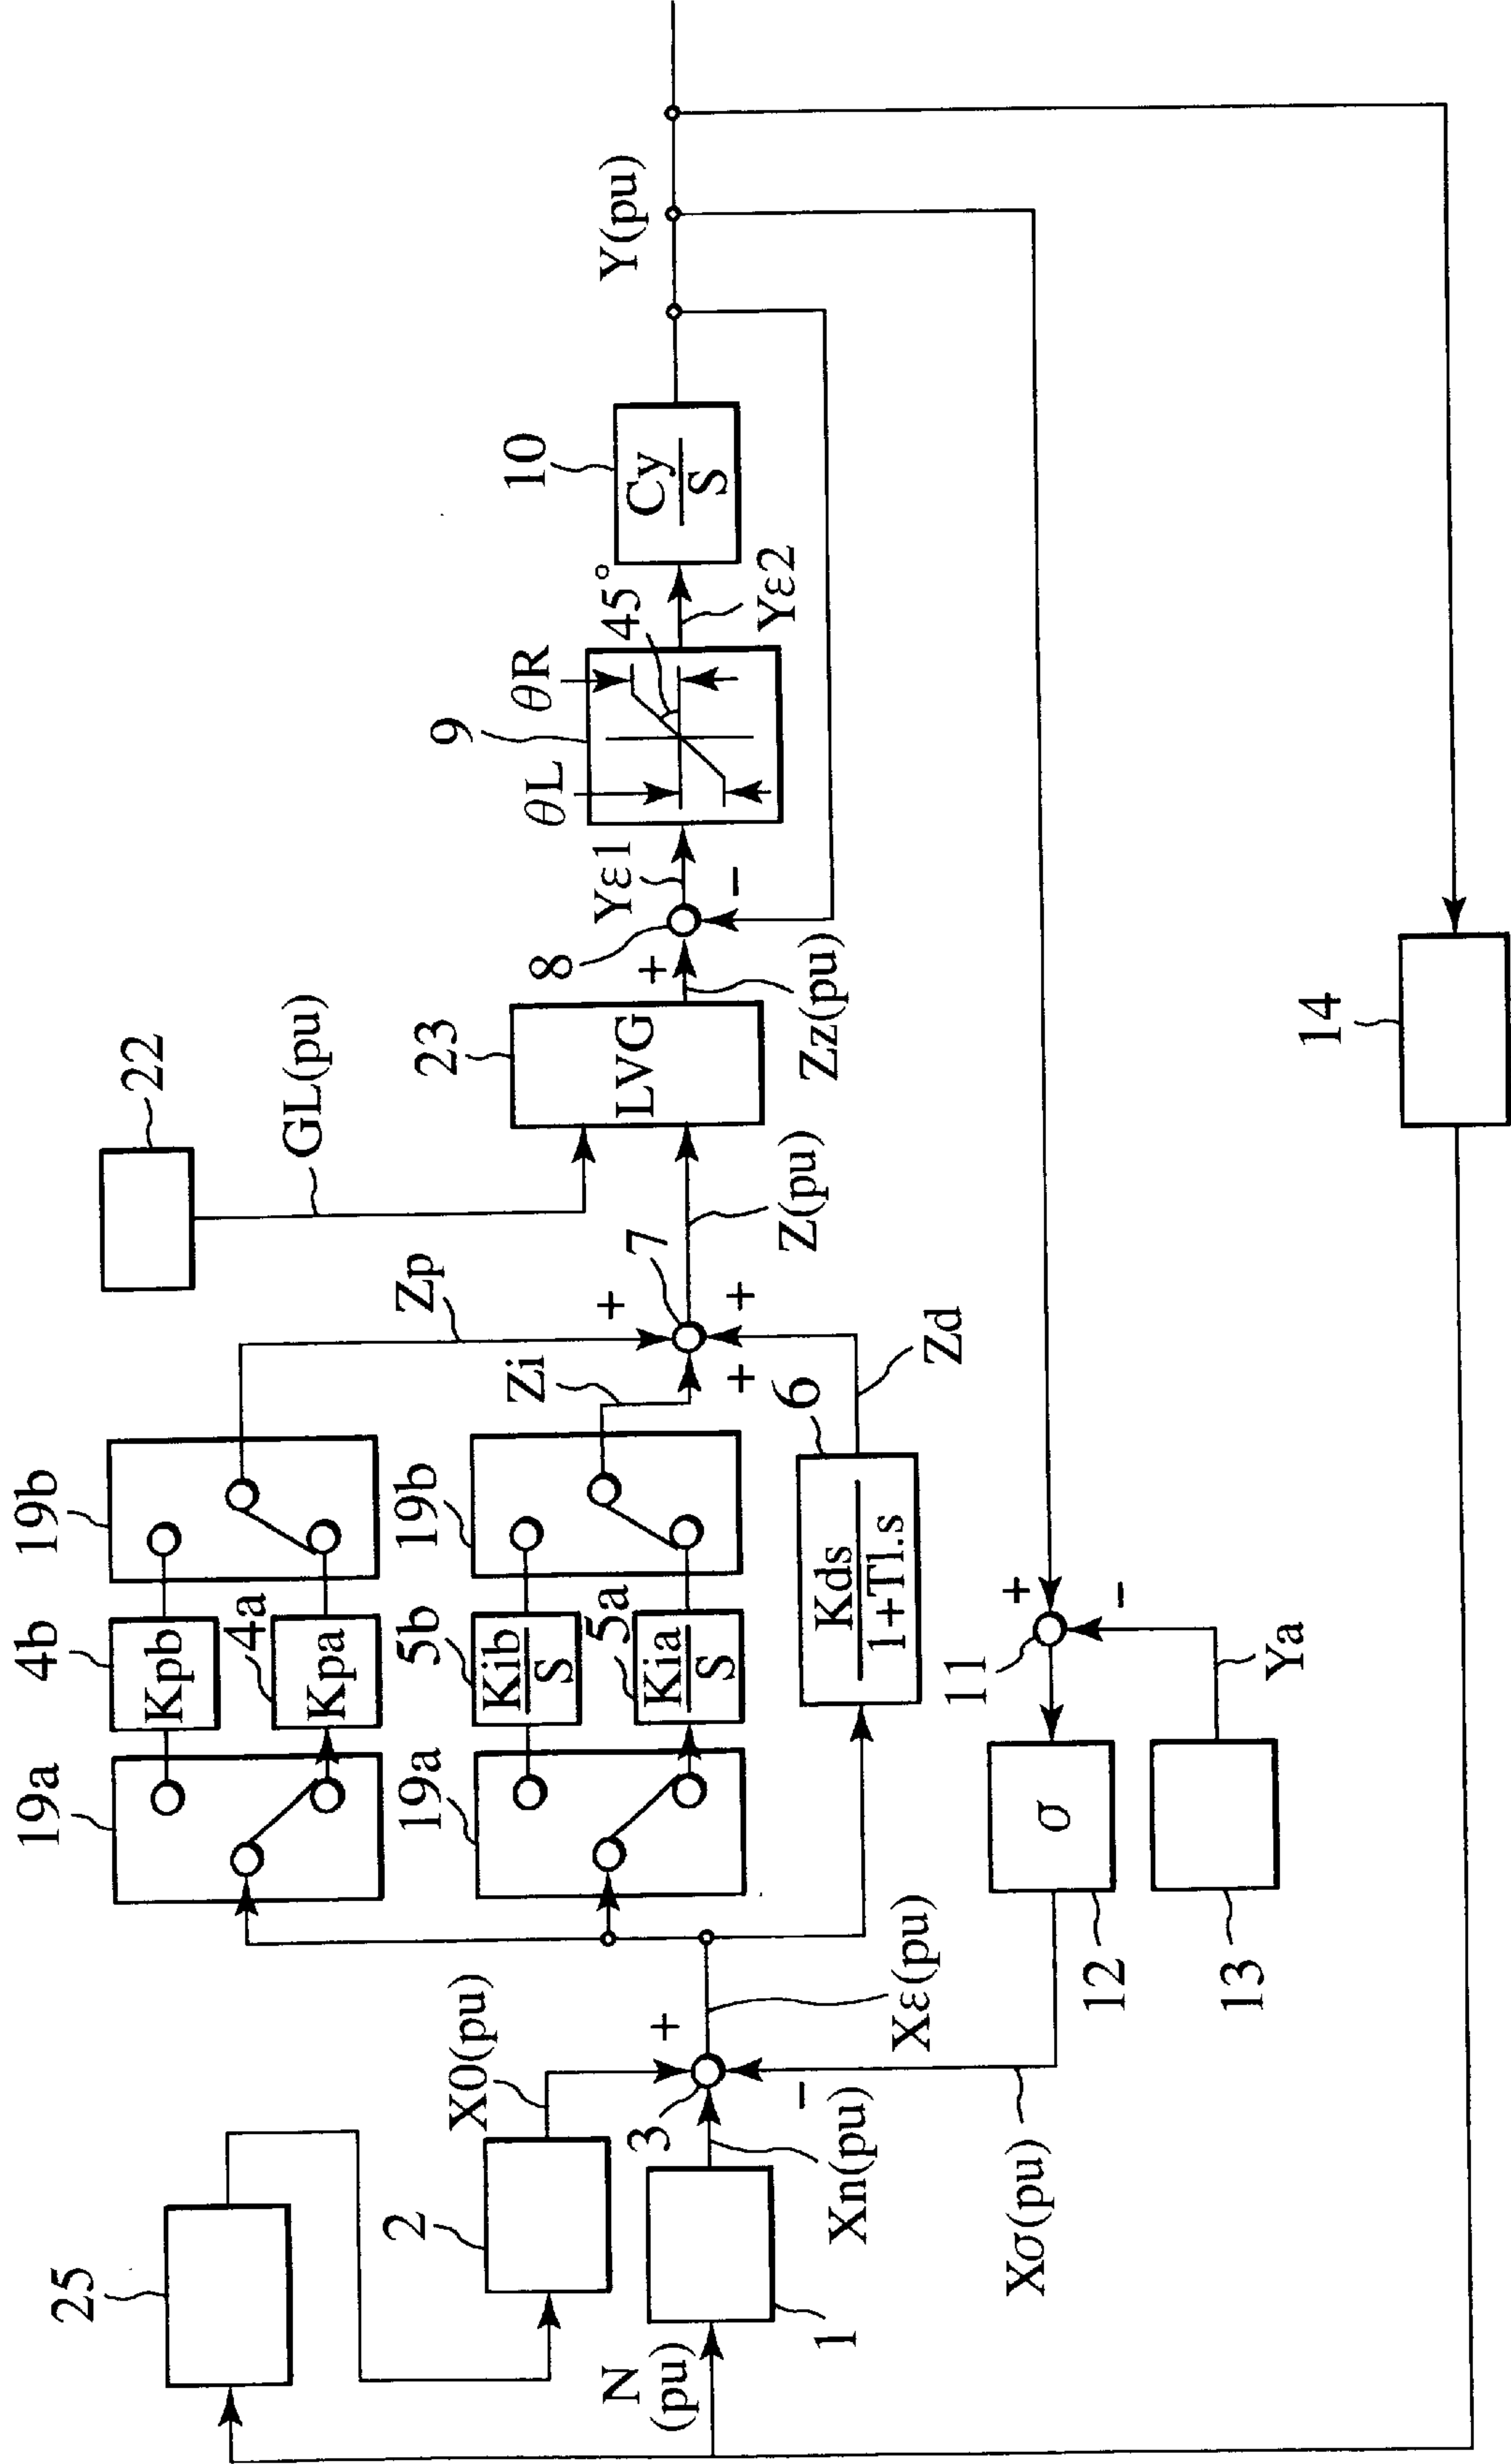 25
2
X0(pu)
N
(pu)
1
3
+
-
Xn(pu)
Xε(pu)
Xσ(pu)
19a
4b
Kpb
4a
Kpa
19b
19a
5b
Kib
S
5a
Kia
S
19b
6
Kds
1+Tl.s
Zp
Zi
Zd
+
+
+
7
Z(pu)
22
GL(pu)
23
LVG
Zz(pu)
8
+
-
Yε1
9
θL
θR
45°
Yε2
10
Cy
S
Y(pu)
11
+
-
Ya
σ
12
13
14